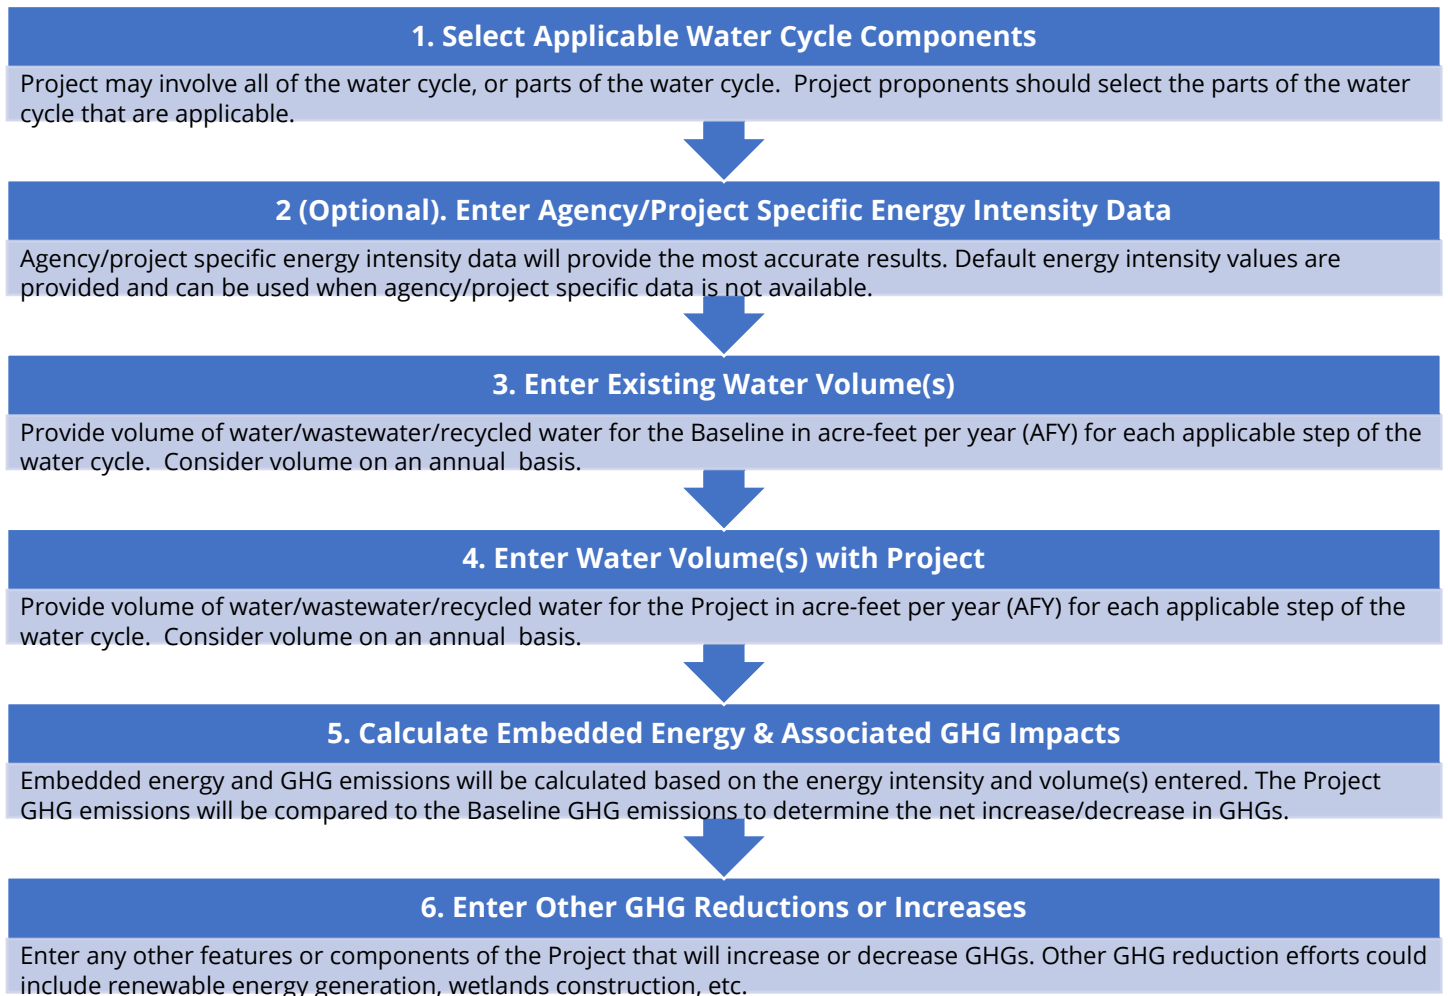 1. Select Applicable Water Cycle Components
Project may involve all of the water cycle, or parts of the water cycle.  Project proponents should select the parts of the water
cycle that are applicable.
2 (Optional). Enter Agency/Project Specific Energy Intensity Data
Agency/project specific energy intensity data will provide the most accurate results. Default energy intensity values are
provided and can be used when agency/project specific data is not available.
3. Enter Existing Water Volume(s)
Provide volume of water/wastewater/recycled water for the Baseline in acre-feet per year (AFY) for each applicable step of the
water cycle.  Consider volume on an annual  basis.
4. Enter Water Volume(s) with Project
Provide volume of water/wastewater/recycled water for the Project in acre-feet per year (AFY) for each applicable step of the
water cycle.  Consider volume on an annual  basis.
5. Calculate Embedded Energy & Associated GHG Impacts
Embedded energy and GHG emissions will be calculated based on the energy intensity and volume(s) entered. The Project
GHG emissions will be compared to the Baseline GHG emissions to determine the net increase/decrease in GHGs.
6. Enter Other GHG Reductions or Increases
Enter any other features or components of the Project that will increase or decrease GHGs. Other GHG reduction efforts could
include renewable energy generation, wetlands construction, etc.